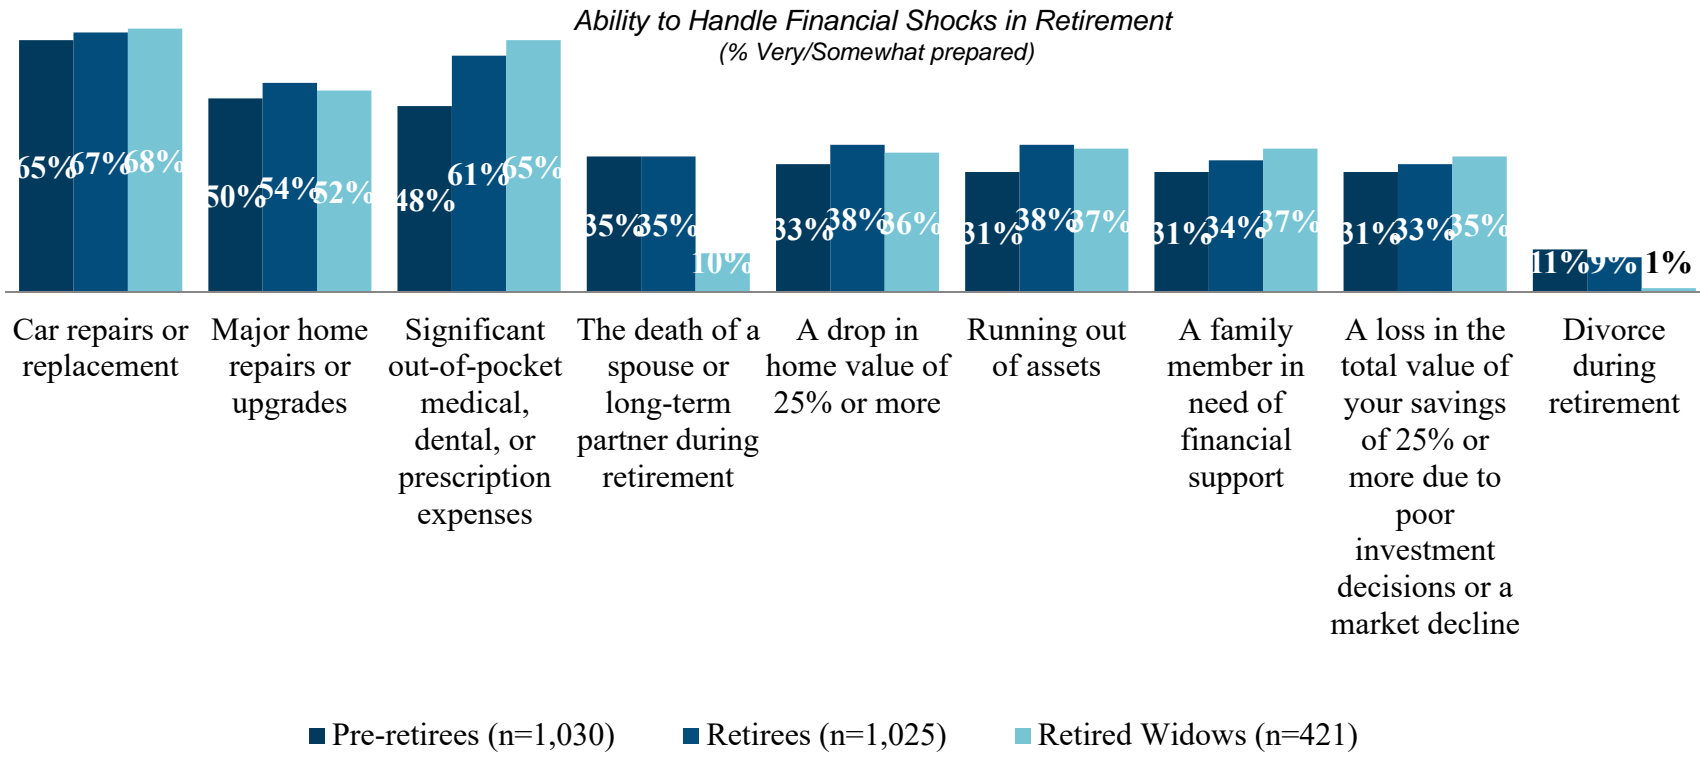 Ability to Handle Financial Shocks in Retirement
(% Very/Somewhat prepared)
65% 67% 68%
50% 54% 52%
48% 61% 65%
35% 35% 10%
33% 38% 36%
31% 38% 37%
31% 34% 37%
31% 33% 35%
11% 9% 1%
Car repairs or
replacement
Major home
repairs or
upgrades
Significant
out-of-pocket
medical,
dental, or
prescription
expenses
The death of a
spouse or
long-term
partner during
retirement
A drop in
home value of
25% or more
Running out
of assets
A family
member in
need of
financial
support
A loss in the
total value of
your savings
of 25% or
more due to
poor
investment
decisions or a
market decline
Divorce
during
retirement
Pre-retirees (n=1,030)
Retirees (n=1,025)
Retired Widows (n=421)